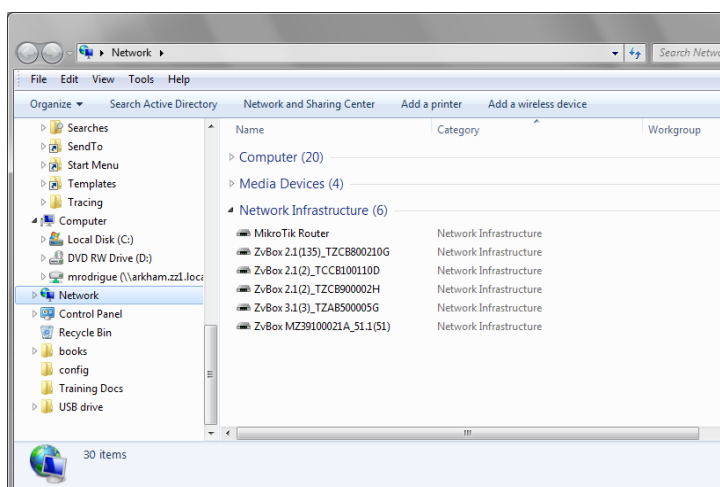 Network
Search Netwo
File Edit View Tools Help
Organize Search Active Directory Network and Sharing Center Add a printer Add a wireless device
Searches
SendTo
Start Menu
Templates
Tracing
Computer
Local Disk (C:)
DVD RW Drive (D:)
mrodrigue (\\arkham.zz1.loca
Network
Control Panel
Recycle Bin
books
config
Training Docs
USB drive
Name Category Workgroup
Computer (20)
Media Devices (4)
Network Infrastructure (6)
MikroTik Router Network Infrastructure
ZvBox 2.1(135)_TZCB800210G Network Infrastructure
ZvBox 2.1(2)_TCCB100110D Network Infrastructure
ZvBox 2.1(2)_TZCB900002H Network Infrastructure
ZvBox 3.1(3)_TZAB500005G Network Infrastructure
ZvBox MZ39100021A_51.1(51) Network Infrastructure
30 items